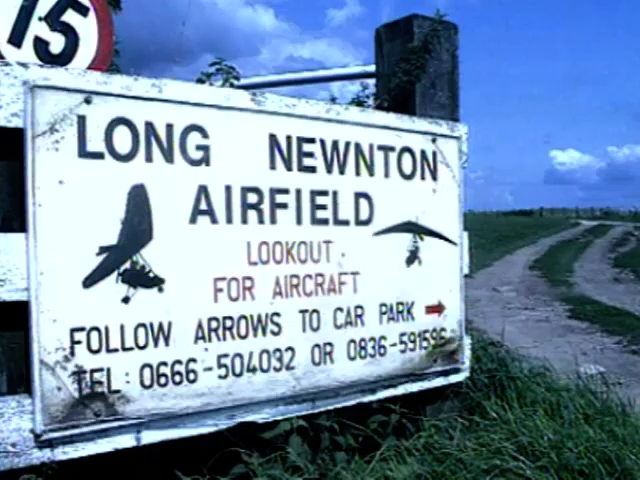 15
LONG NEWNTON
AIRFIELD
LOOKOUT
FOR AIRCRAFT
FOLLOW ARROWS TO CAR PARK
TEL: 0666-504032 OR 0836-591596